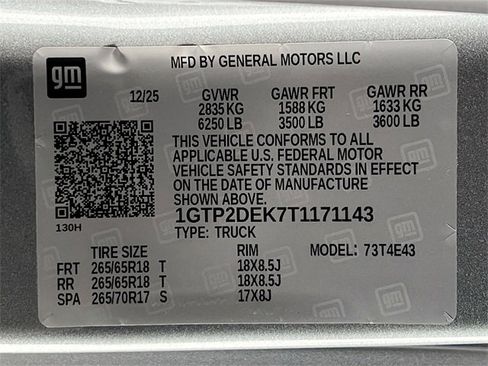 gm
MFD BY GENERAL MOTORS LLC
12/25 GVWR GAWR FRT GAWR RR
2835 KG 1588 KG 1633 KG
6250 LB 3500 LB 3600 LB
THIS VEHICLE CONFORMS TO ALL
APPLICABLE U.S. FEDERAL MOTOR
VEHICLE SAFETY STANDARDS IN EFFECT
ON THE DATE OF MANUFACTURE
SHOWN ABOVE.
1GTP2DEK7T1171143
130H
TYPE: TRUCK
TIRE SIZE RIM MODEL: 73T4E43
FRT 265/65R18 T 18X8.5J
RR 265/65R18 T 18X8.5J
SPA 265/70R17 S 17X8J